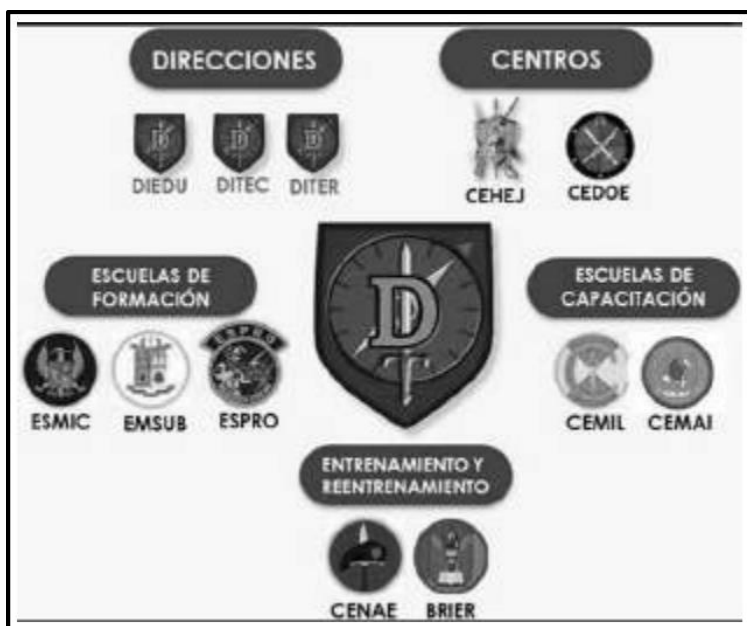 DIRECCIONES
CENTROS
D
D
D
DIEDU
DITEC
DITER
CEHEJ
CEDOE
ESCUELAS DE
FORMACIÓN
ESPRO
ESMIC
EMSUB
ESPRO
D
ESCUELAS DE
CAPACITACIÓN
CEMIL
CEMAI
ENTRENAMIENTO Y
REENTRENAMIENTO
CENAE
BRIER